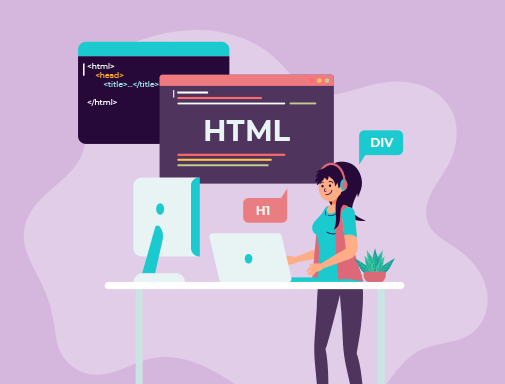 <html>
<head>
<title>...</title>
</html>
HTML
DIV
H1